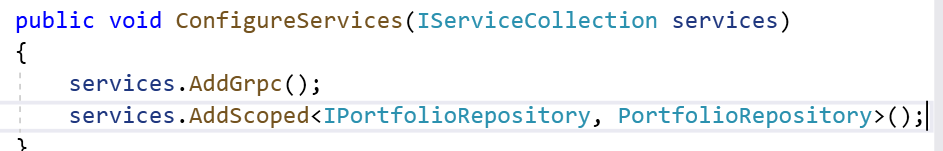 public void ConfigureServices(IServiceCollection services)
{
    services.AddGrpc();
    services.AddScoped<IPortfolioRepository, PortfolioRepository>();
}